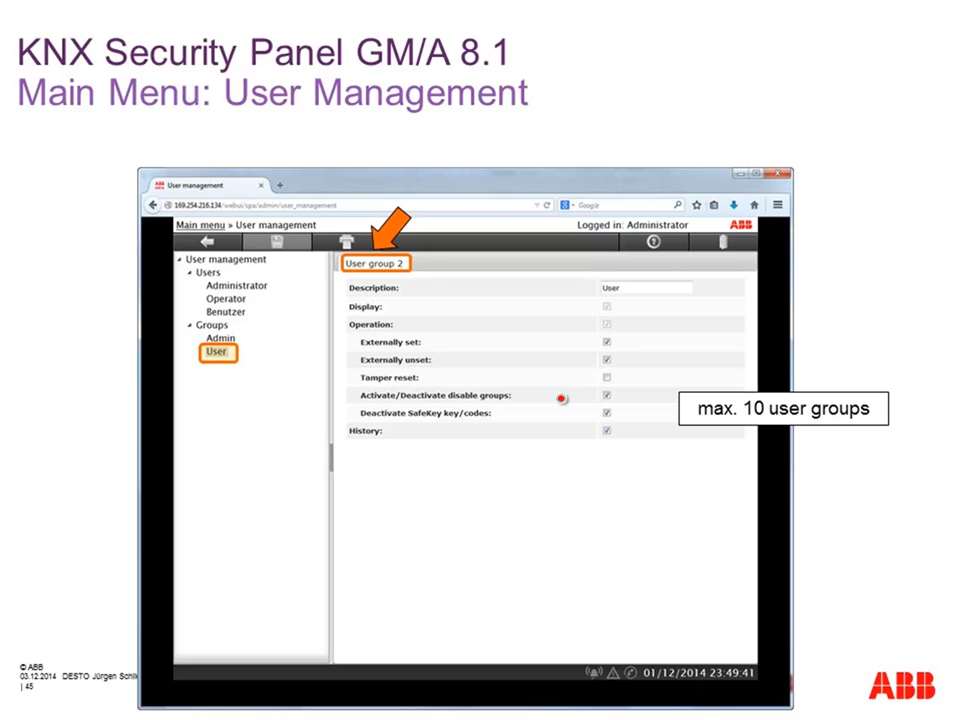 KNX Security Panel GM/A 8.1
Main Menu: User Management
User management
169.254.216.134/webui/spa/admin/user_management
Google
Main menu » User management
Logged in: Administrator
ABB
User management
Users
Administrator
Operator
Benutzer
Groups
Admin
User
User group 2
Description: User
Display:
Operation:
Externally set:
Externally unset:
Tamper reset:
Activate/Deactivate disable groups:
Deactivate SafeKey key/codes:
History:
max. 10 user groups
01/12/2014 23:49:41
© ABB
03.12.2014 DESTO Jürgen
| 45
ABB